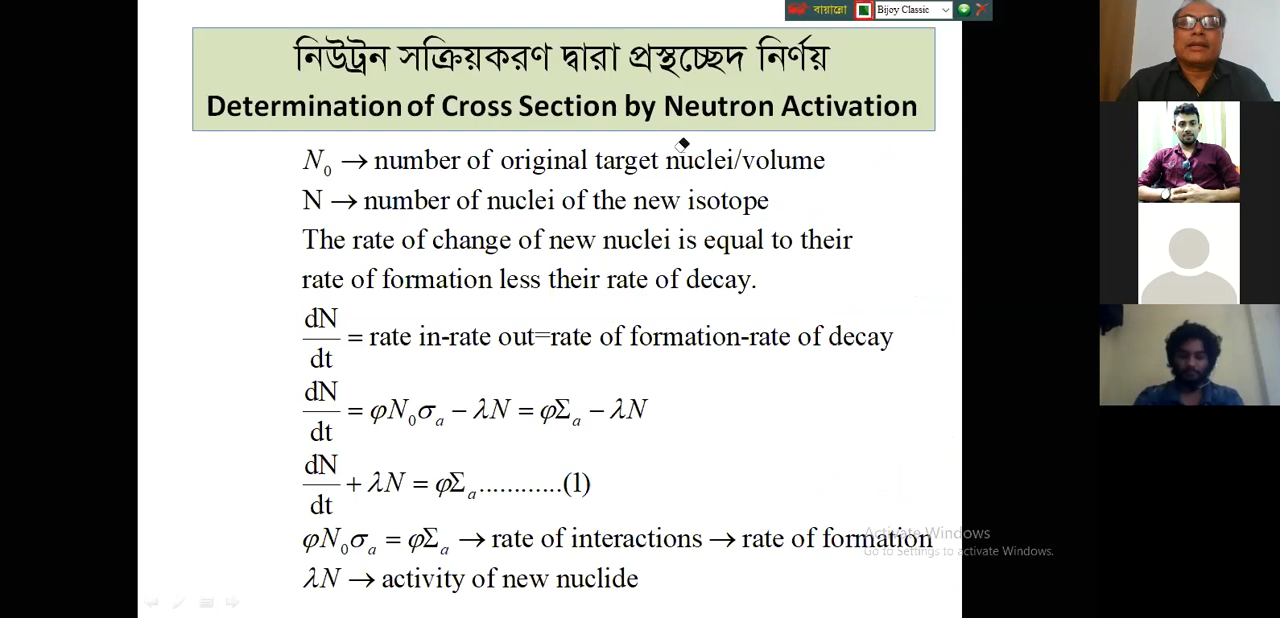 বায়ান্নো Bijoy Classic
নিউট্রন সক্রিয়করণ দ্বারা প্রস্থচ্ছেদ নির্ণয়
Determination of Cross Section by Neutron Activation
N₀ → number of original target nuclei/volume
N → number of nuclei of the new isotope
The rate of change of new nuclei is equal to their
rate of formation less their rate of decay.
dN/dt = rate in-rate out=rate of formation-rate of decay
dN/dt = φN₀σₐ − λN = φΣₐ − λN
dN/dt + λN = φΣₐ............(1)
φN₀σₐ = φΣₐ → rate of interactions → rate of formation
λN → activity of new nuclide
Activate Windows
Go to Settings to activate Windows.